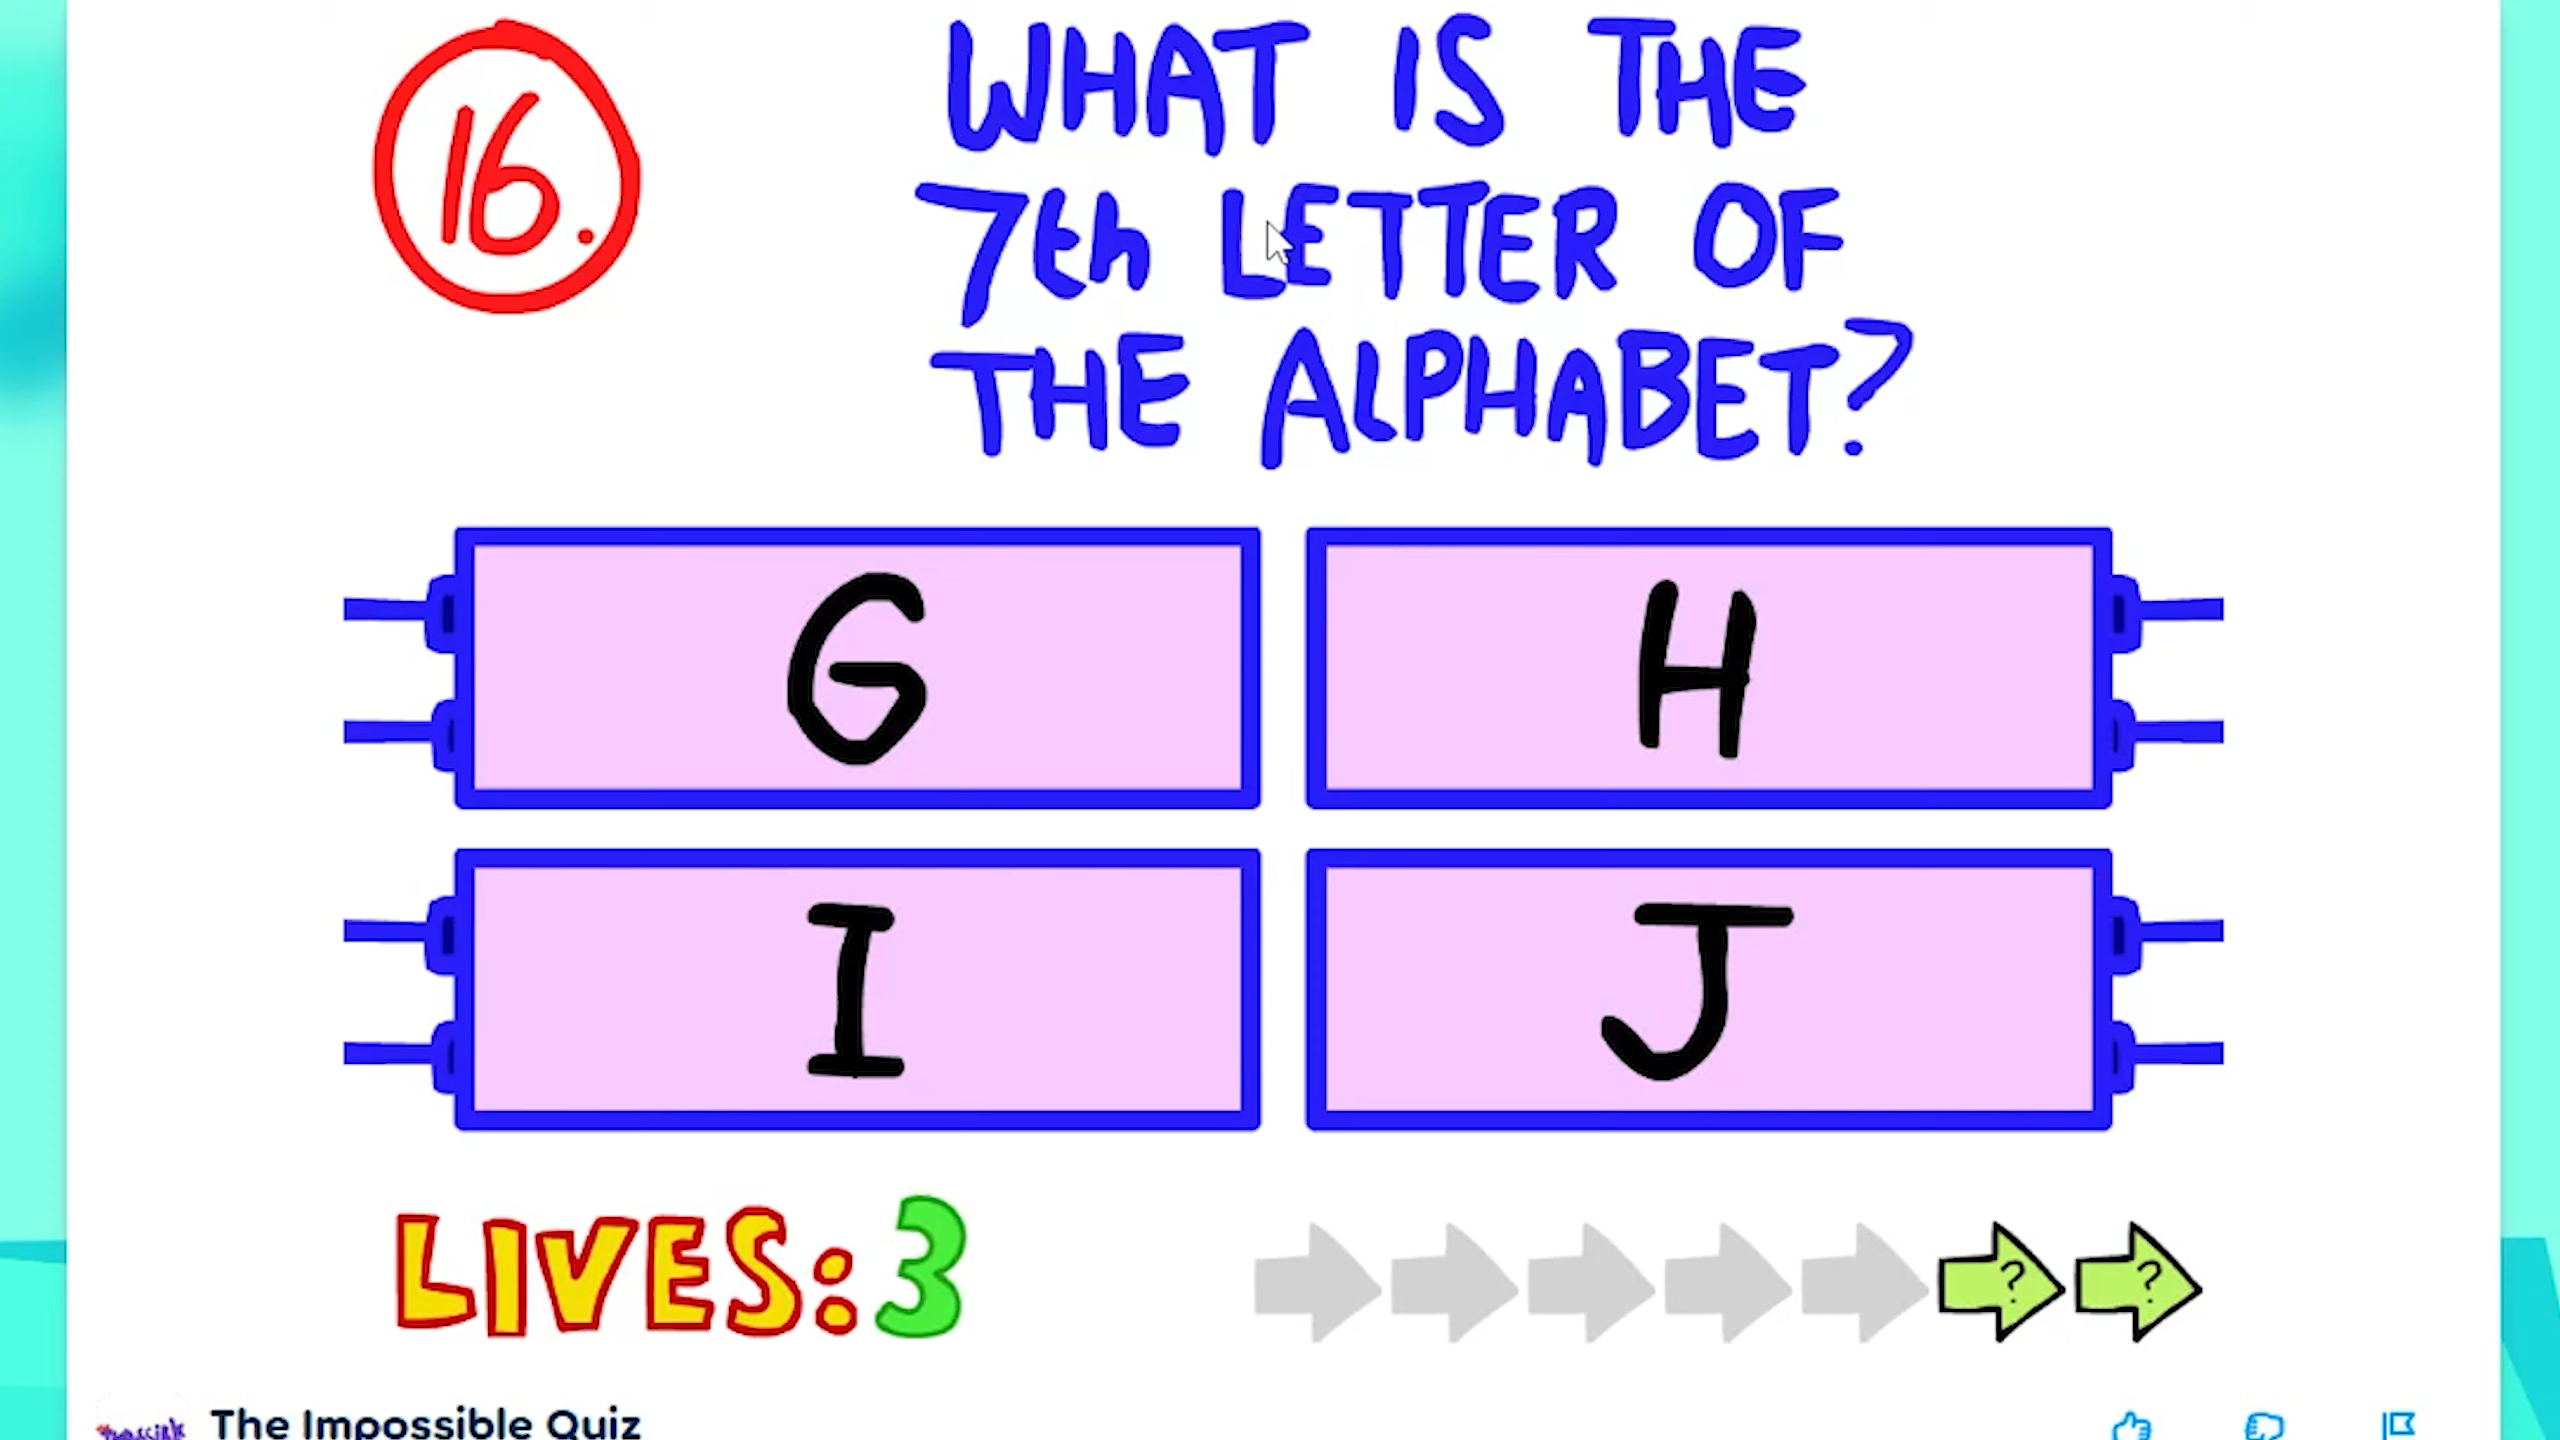 16.
WHAT IS THE
7th LETTER OF
THE ALPHABET?
G
H
I
J
LIVES: 3
? ?
The Impossible Quiz